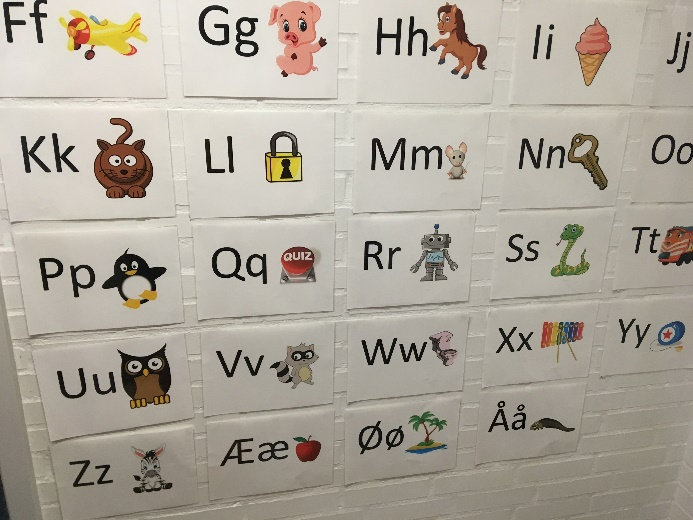 Ff Gg Hh Ii Jj
Kk Ll Mm Nn Oo
Pp Qq QUIZ Rr Ss Tt
Uu Vv Ww Xx Yy
Zz Ææ Øø Åå